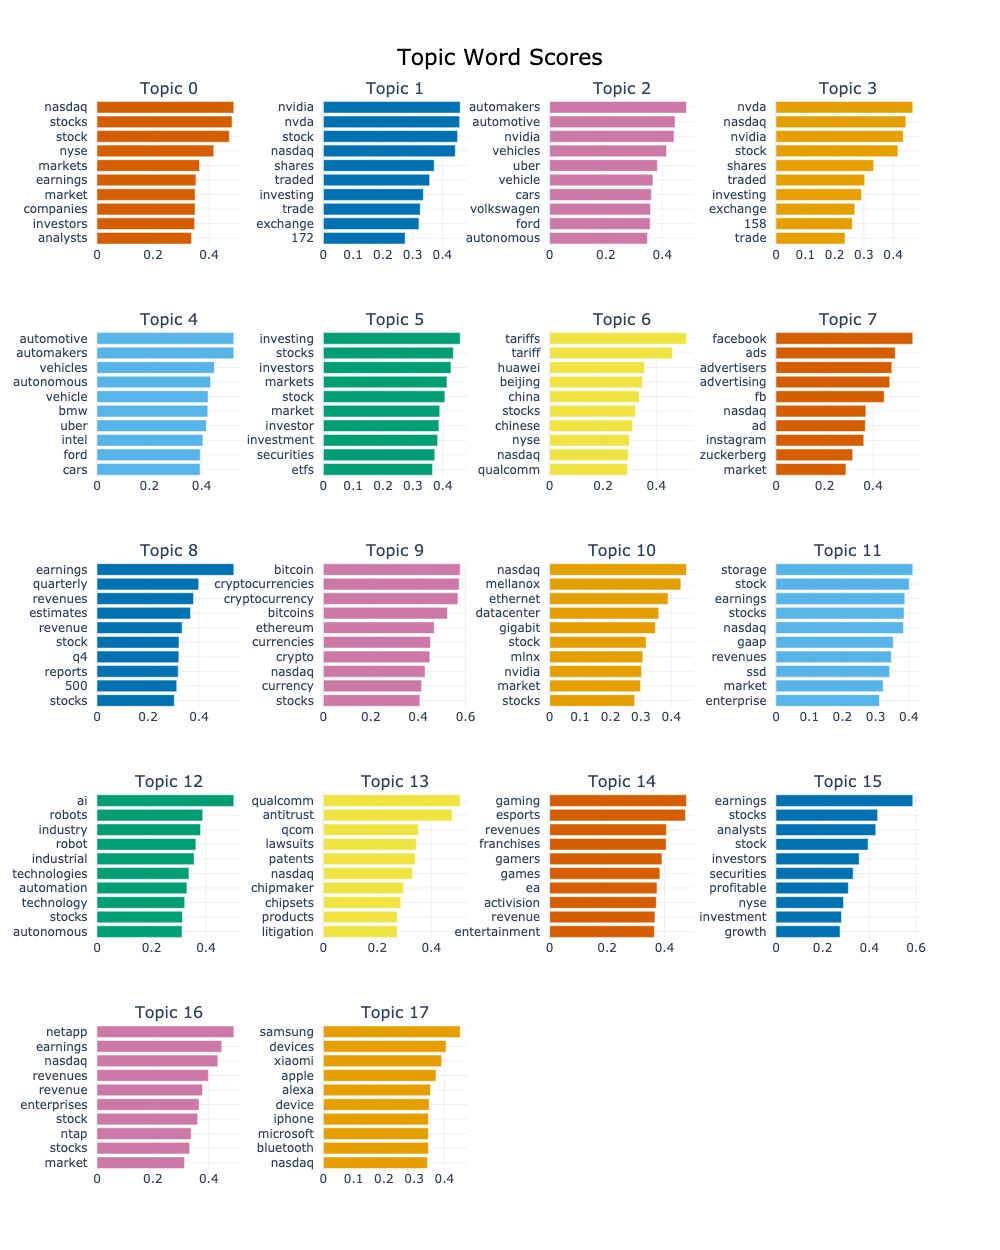 Topic Word Scores
Topic 0
nasdaq
stocks
stock
nyse
markets
earnings
market
companies
investors
analysts
0 0.2 0.4
Topic 1
nvidia
nvda
stock
nasdaq
shares
traded
investing
trade
exchange
172
0 0.1 0.2 0.3 0.4
Topic 2
automakers
automotive
nvidia
vehicles
uber
vehicle
cars
volkswagen
ford
autonomous
0 0.2 0.4
Topic 3
nvda
nasdaq
nvidia
stock
shares
traded
investing
exchange
158
trade
0 0.1 0.2 0.3 0.4
Topic 4
automotive
automakers
vehicles
autonomous
vehicle
bmw
uber
intel
ford
cars
0 0.2 0.4
Topic 5
investing
stocks
investors
markets
stock
market
investor
investment
securities
etfs
0 0.1 0.2 0.3 0.4
Topic 6
tariffs
tariff
huawei
beijing
china
stocks
chinese
nyse
nasdaq
qualcomm
0 0.2 0.4
Topic 7
facebook
ads
advertisers
advertising
fb
nasdaq
ad
instagram
zuckerberg
market
0 0.2 0.4
Topic 8
earnings
quarterly
revenues
estimates
revenue
stock
q4
reports
500
stocks
0 0.2 0.4
Topic 9
bitcoin
cryptocurrencies
cryptocurrency
bitcoins
ethereum
currencies
crypto
nasdaq
currency
stocks
0 0.2 0.4 0.6
Topic 10
nasdaq
mellanox
ethernet
datacenter
gigabit
stock
mlnx
nvidia
market
stocks
0 0.1 0.2 0.3 0.4
Topic 11
storage
stock
earnings
stocks
nasdaq
gaap
revenues
ssd
market
enterprise
0 0.1 0.2 0.3 0.4
Topic 12
ai
robots
industry
robot
industrial
technologies
automation
technology
stocks
autonomous
0 0.2 0.4
Topic 13
qualcomm
antitrust
qcom
lawsuits
patents
nasdaq
chipmaker
chipsets
products
litigation
0 0.2 0.4
Topic 14
gaming
esports
revenues
franchises
gamers
games
ea
activision
revenue
entertainment
0 0.2 0.4
Topic 15
earnings
stocks
analysts
stock
investors
securities
profitable
nyse
investment
growth
0 0.2 0.4 0.6
Topic 16
netapp
earnings
nasdaq
revenues
revenue
enterprises
stock
ntap
stocks
market
0 0.2 0.4
Topic 17
samsung
devices
xiaomi
apple
alexa
device
iphone
microsoft
bluetooth
nasdaq
0 0.1 0.2 0.3 0.4